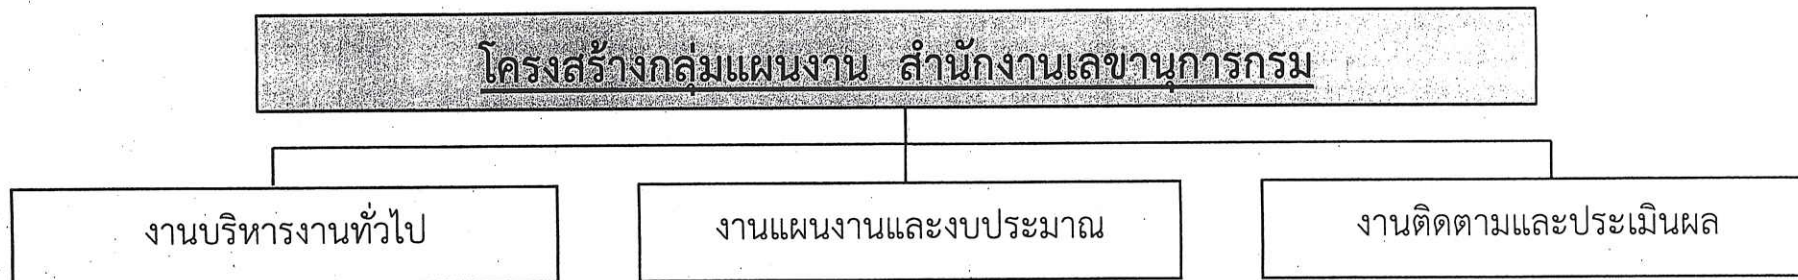 โครงสร้างกลุ่มแผนงาน สำนักงานเลขานุการกรม
งานบริหารงานทั่วไป
งานแผนงานและงบประมาณ
งานติดตามและประเมินผล